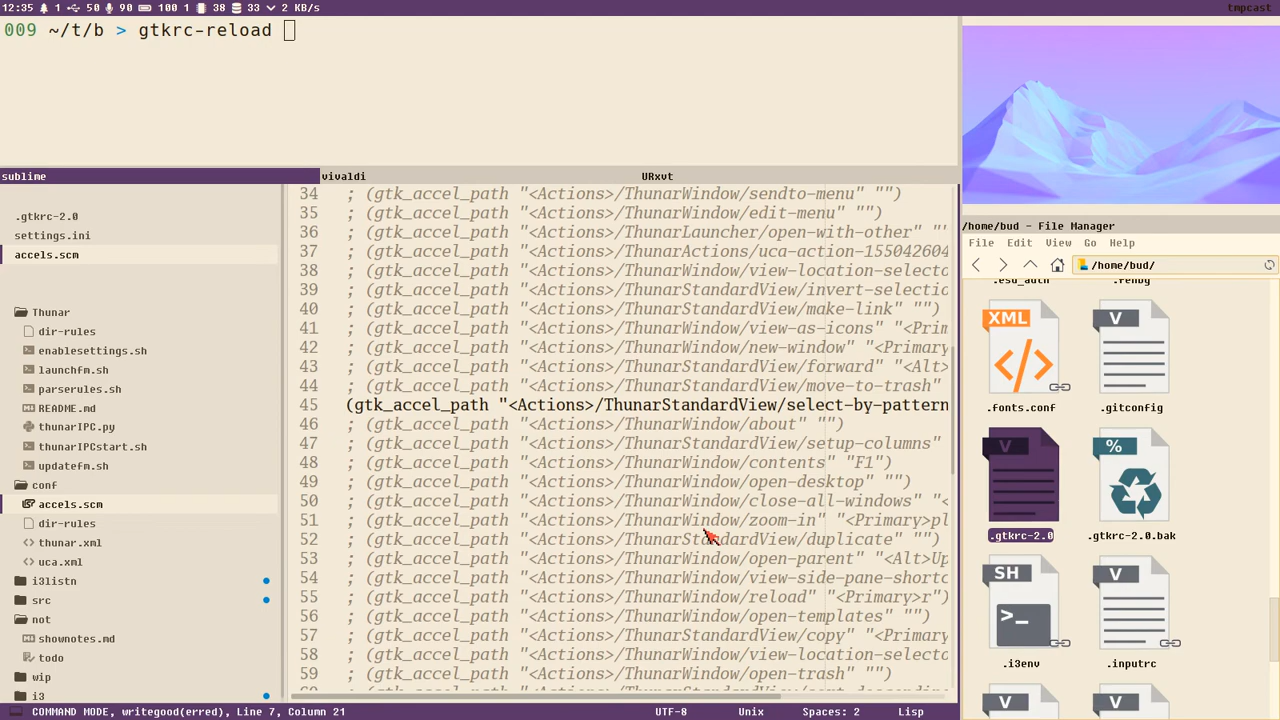 12:35 1 50 90 100 1 38 33 2 KB/s
tmpcast
009 ~/t/b > gtkrc-reload
sublime
vivaldi
URxvt
.gtkrc-2.0
settings.ini
accels.scm
Thunar
dir-rules
enablesettings.sh
launchfm.sh
parserules.sh
README.md
thunarIPC.py
thunarIPCstart.sh
updatefm.sh
conf
accels.scm
dir-rules
thunar.xml
uca.xml
i3listn
src
not
shownotes.md
todo
wip
i3
34 ; (gtk_accel_path "<Actions>/ThunarWindow/sendto-menu" "")
35 ; (gtk_accel_path "<Actions>/ThunarWindow/edit-menu" "")
36 ; (gtk_accel_path "<Actions>/ThunarLauncher/open-with-other" "
37 ; (gtk_accel_path "<Actions>/ThunarActions/uca-action-155042604
38 ; (gtk_accel_path "<Actions>/ThunarWindow/view-location-selecto
39 ; (gtk_accel_path "<Actions>/ThunarStandardView/invert-selectio
40 ; (gtk_accel_path "<Actions>/ThunarStandardView/make-link" "")
41 ; (gtk_accel_path "<Actions>/ThunarWindow/view-as-icons" "<Prim
42 ; (gtk_accel_path "<Actions>/ThunarWindow/new-window" "<Primary
43 ; (gtk_accel_path "<Actions>/ThunarStandardView/forward" "<Alt>
44 ; (gtk_accel_path "<Actions>/ThunarStandardView/move-to-trash"
45 (gtk_accel_path "<Actions>/ThunarStandardView/select-by-pattern
46 ; (gtk_accel_path "<Actions>/ThunarWindow/about" "")
47 ; (gtk_accel_path "<Actions>/ThunarStandardView/setup-columns"
48 ; (gtk_accel_path "<Actions>/ThunarWindow/contents" "F1")
49 ; (gtk_accel_path "<Actions>/ThunarWindow/open-desktop" "")
50 ; (gtk_accel_path "<Actions>/ThunarWindow/close-all-windows" "<
51 ; (gtk_accel_path "<Actions>/ThunarWindow/zoom-in" "<Primary>pl
52 ; (gtk_accel_path "<Actions>/ThunarStandardView/duplicate" "")
53 ; (gtk_accel_path "<Actions>/ThunarWindow/open-parent" "<Alt>Up
54 ; (gtk_accel_path "<Actions>/ThunarWindow/view-side-pane-shortc
55 ; (gtk_accel_path "<Actions>/ThunarWindow/reload" "<Primary>r")
56 ; (gtk_accel_path "<Actions>/ThunarWindow/open-templates" "")
57 ; (gtk_accel_path "<Actions>/ThunarStandardView/copy" "<Primary
58 ; (gtk_accel_path "<Actions>/ThunarWindow/view-location-selecto
59 ; (gtk_accel_path "<Actions>/ThunarWindow/open-trash" "")
COMMAND MODE, writegood(erred), Line 7, Column 21
UTF-8
Unix
Spaces: 2
Lisp
/home/bud - File Manager
File Edit View Go Help
/home/bud/
.esd_auth
.fehbg
XML
V
.fonts.conf
.gitconfig
V
%
.gtkrc-2.0
.gtkrc-2.0.bak
SH
>_
V
.i3env
.inputrc
V
V